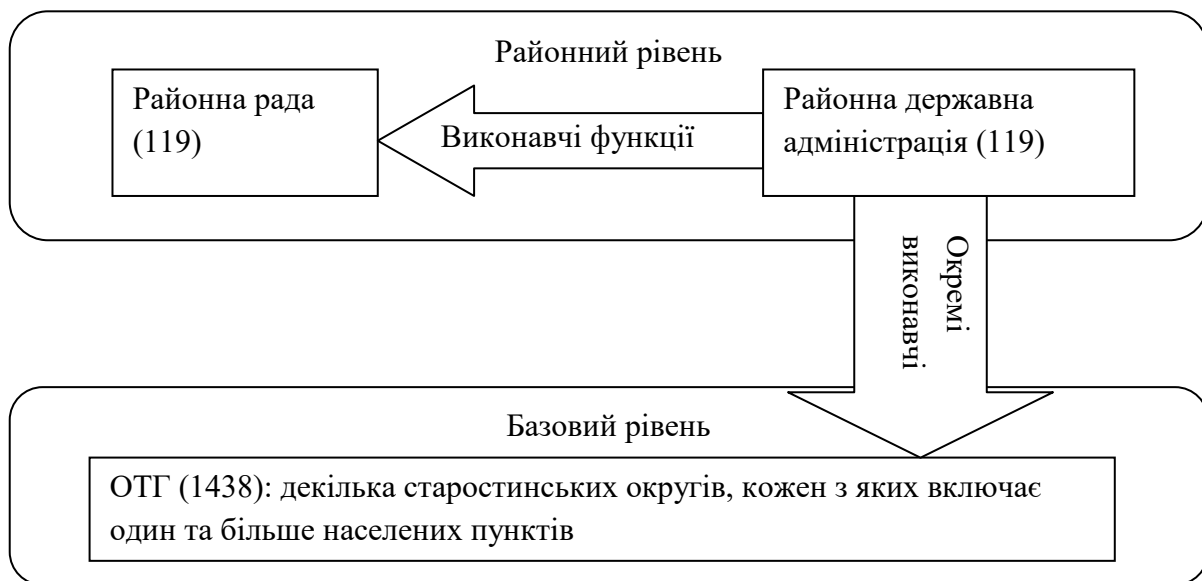 Районний рівень
Районна рада
(119)
Виконавчі функції
Районна державна
адміністрація (119)
Окремі
виконавчі
Базовий рівень
ОТГ (1438): декілька старостинських округів, кожен з яких включає
один та більше населених пунктів